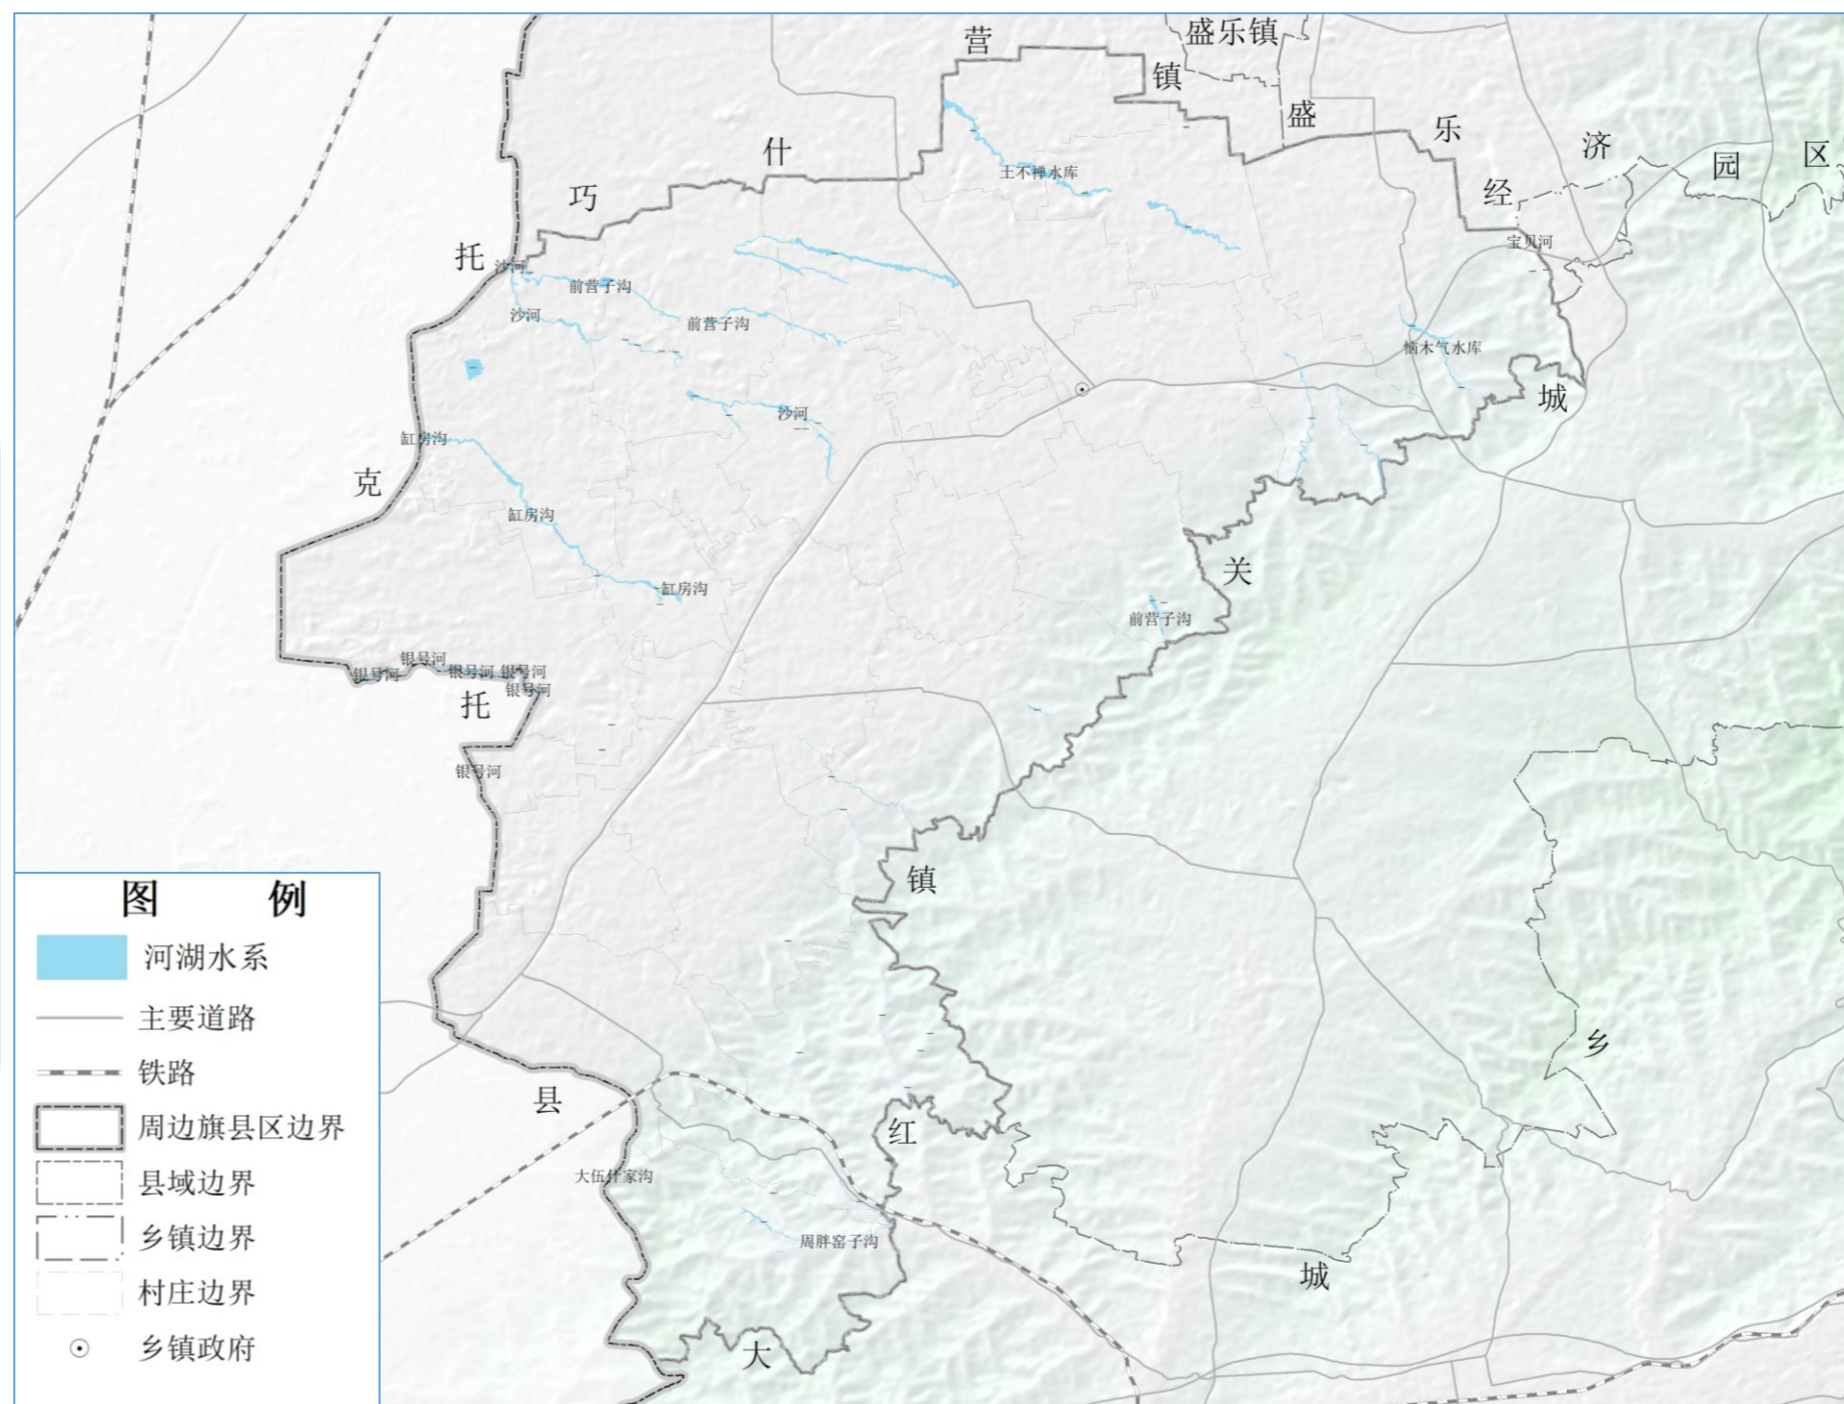 营
盛乐镇
镇
盛
乐
济
园
区
什
巧
经
土不禅水库
宝贝河
托
沙河
前营子沟
沙河
前营子沟
恼木气水库
城
沙河
缸房沟
克
缸房沟
关
缸房沟
前营子沟
银号河
银号河
银号河
银号河
银号河
托
银号河
镇
乡
县
红
大伍什家沟
周胖窑子沟
城
大
图 例
河湖水系
主要道路
铁路
周边旗县区边界
县域边界
乡镇边界
村庄边界
乡镇政府